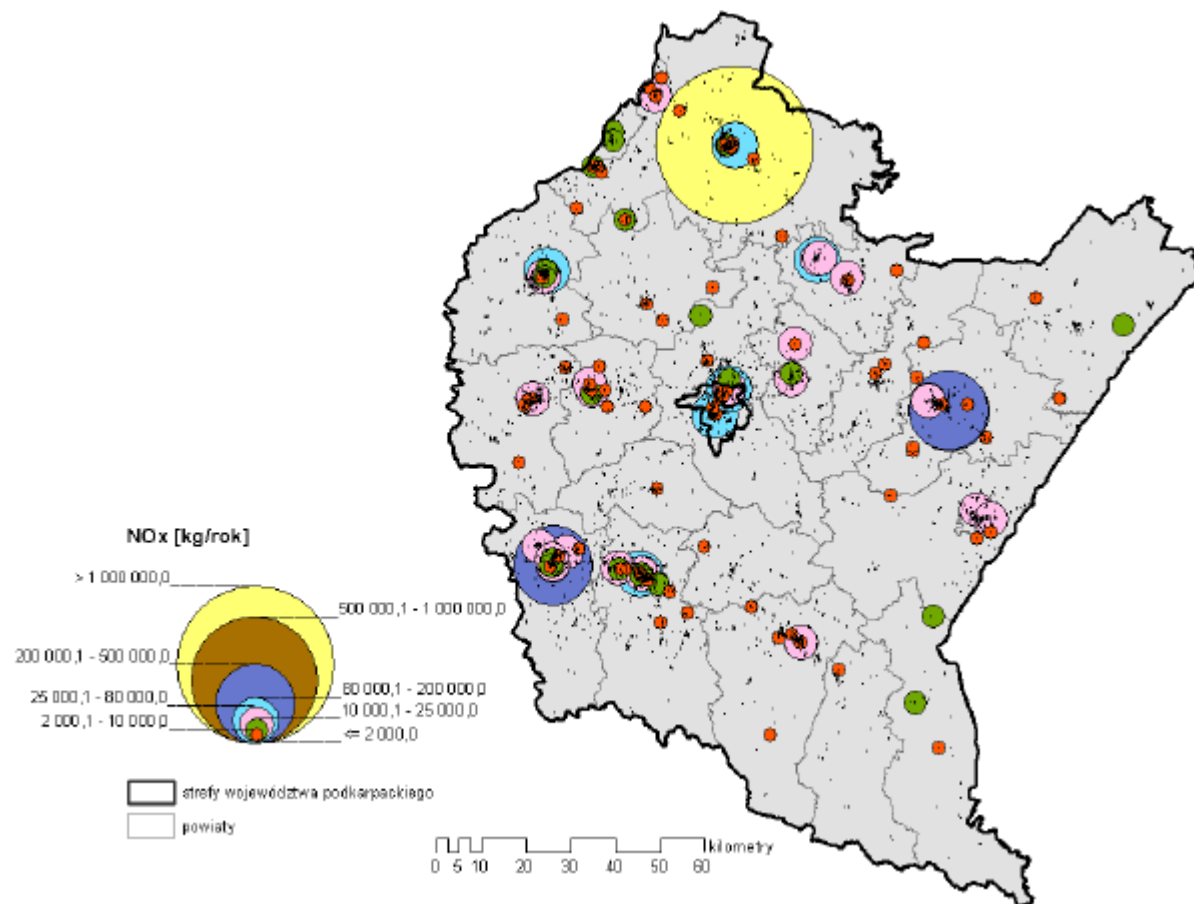 NOx [kg/rok]
> 1 000 000,0
500 000,1 - 1 000 000,0
200 000,1 - 500 000,0
80 000,1 - 200 000,0
25 000,1 - 80 000,0
10 000,1 - 25 000,0
2 000,1 - 10 000,0
<= 2 000,0
strefy województwa podkarpackiego
powiaty
kilometry
0 5 10 20 30 40 50 60